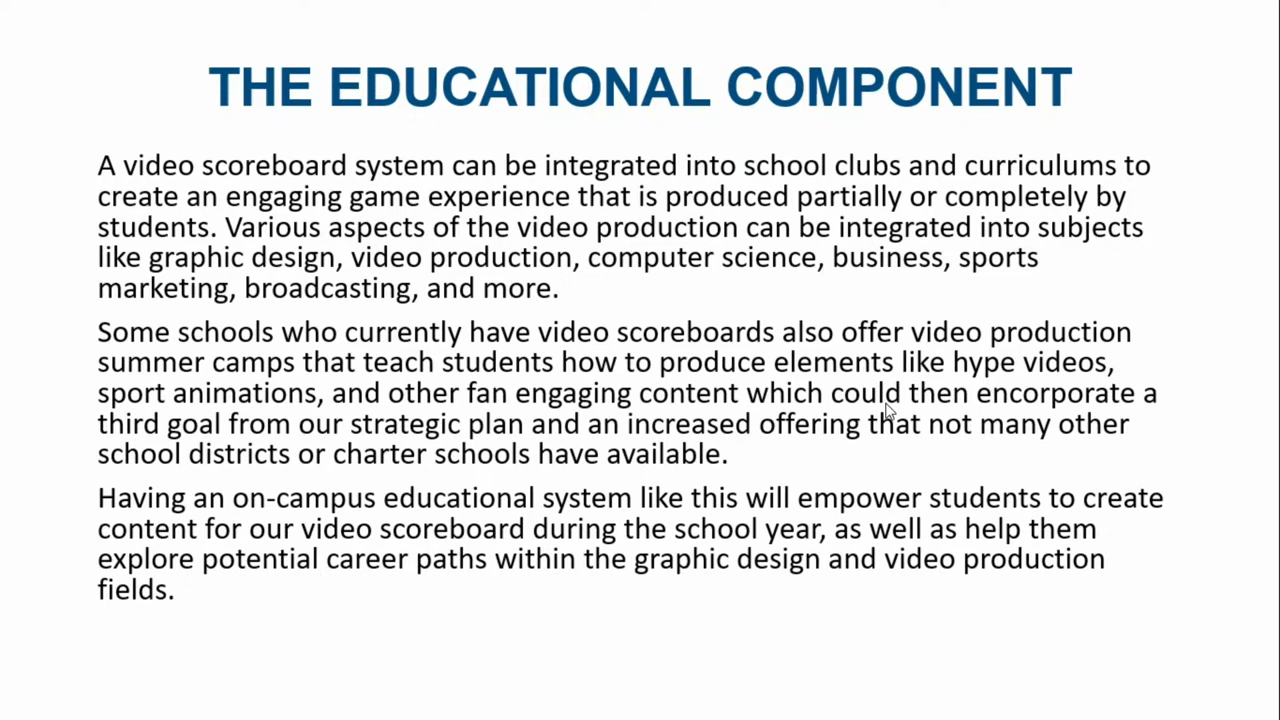 THE EDUCATIONAL COMPONENT
A video scoreboard system can be integrated into school clubs and curriculums to
create an engaging game experience that is produced partially or completely by
students. Various aspects of the video production can be integrated into subjects
like graphic design, video production, computer science, business, sports
marketing, broadcasting, and more.
Some schools who currently have video scoreboards also offer video production
summer camps that teach students how to produce elements like hype videos,
sport animations, and other fan engaging content which could then encorporate a
third goal from our strategic plan and an increased offering that not many other
school districts or charter schools have available.
Having an on-campus educational system like this will empower students to create
content for our video scoreboard during the school year, as well as help them
explore potential career paths within the graphic design and video production
fields.